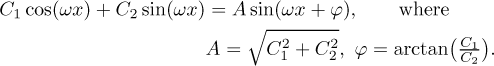 C₁ cos(ωx) + C₂ sin(ωx) = A sin(ωx + φ), where
A = √(C₁² + C₂²), φ = arctan(C₁/C₂).